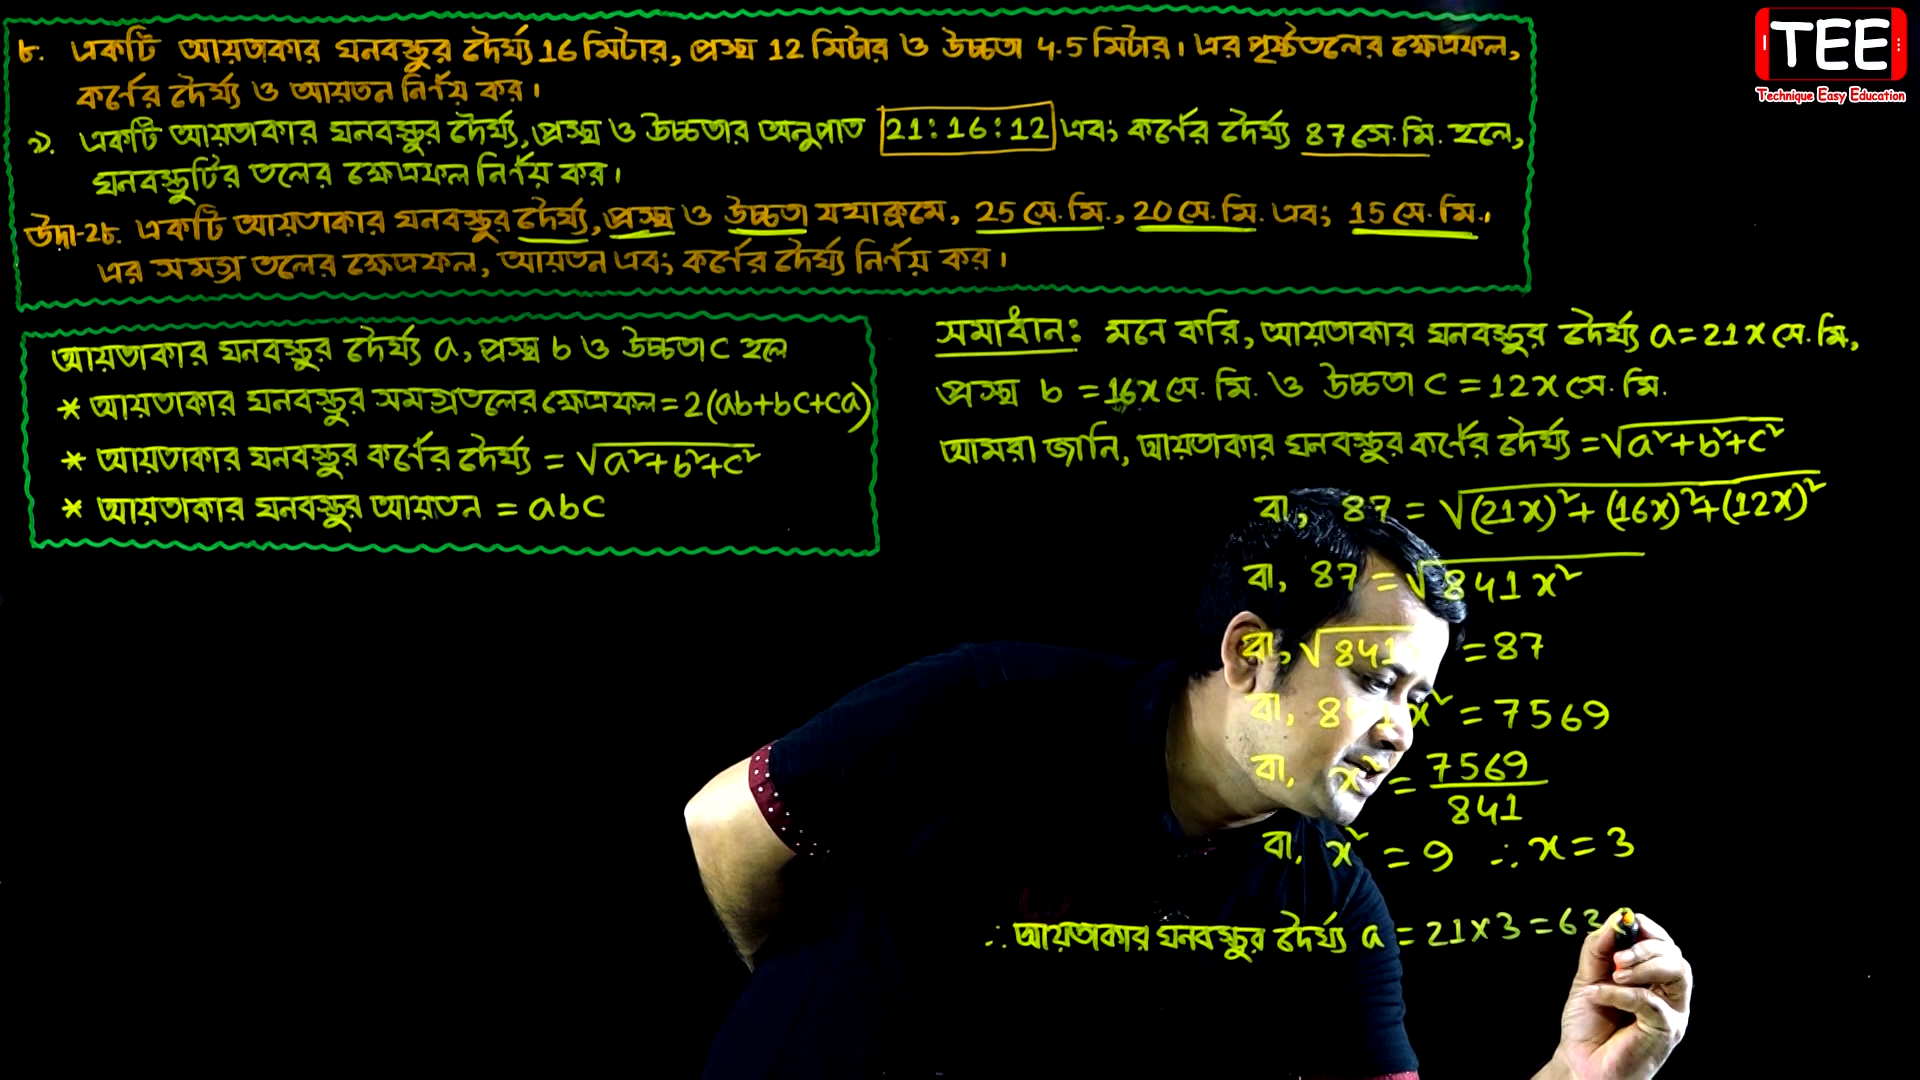 ৮. একটি আয়তাকার ঘনবস্তুর দৈর্ঘ্য 16 মিটার, প্রস্থ 12 মিটার ও উচ্চতা 4.5 মিটার। এর পৃষ্ঠতলের ক্ষেত্রফল,
কর্ণের দৈর্ঘ্য ও আয়তন নির্ণয় কর।
৯. একটি আয়তাকার ঘনবস্তুর দৈর্ঘ্য, প্রস্থ ও উচ্চতার অনুপাত 21:16:12 এবং কর্ণের দৈর্ঘ্য 87 সে.মি. হলে,
ঘনবস্তুটির তলের ক্ষেত্রফল নির্ণয় কর।
উদা-2৮. একটি আয়তাকার ঘনবস্তুর দৈর্ঘ্য, প্রস্থ ও উচ্চতা যথাক্রমে, 25 সে.মি., 20 সে.মি. এবং 15 সে.মি.।
এর সমগ্র তলের ক্ষেত্রফল, আয়তন এবং কর্ণের দৈর্ঘ্য নির্ণয় কর।
আয়তাকার ঘনবস্তুর দৈর্ঘ্য a, প্রস্থ b ও উচ্চতা c হলে
* আয়তাকার ঘনবস্তুর সমগ্রতলের ক্ষেত্রফল = 2(ab+bc+ca)
* আয়তাকার ঘনবস্তুর কর্ণের দৈর্ঘ্য = √(a²+b²+c²)
* আয়তাকার ঘনবস্তুর আয়তন = abc
সমাধান: মনে করি, আয়তাকার ঘনবস্তুর দৈর্ঘ্য a = 21x সে.মি,
প্রস্থ b = 16x সে. মি. ও উচ্চতা c = 12x সে. মি.
আমরা জানি, আয়তাকার ঘনবস্তুর কর্ণের দৈর্ঘ্য = √(a²+b²+c²)
বা, 87 = √((21x)²+(16x)²+(12x)²)
বা, 87 = √(841x²)
বা, √841 = 87
বা, 841x² = 7569
বা, x² = 7569/841
বা, x² = 9 ∴ x = 3
∴ আয়তাকার ঘনবস্তুর দৈর্ঘ্য a = 21×3 = 63
TEE
Technique Easy Education